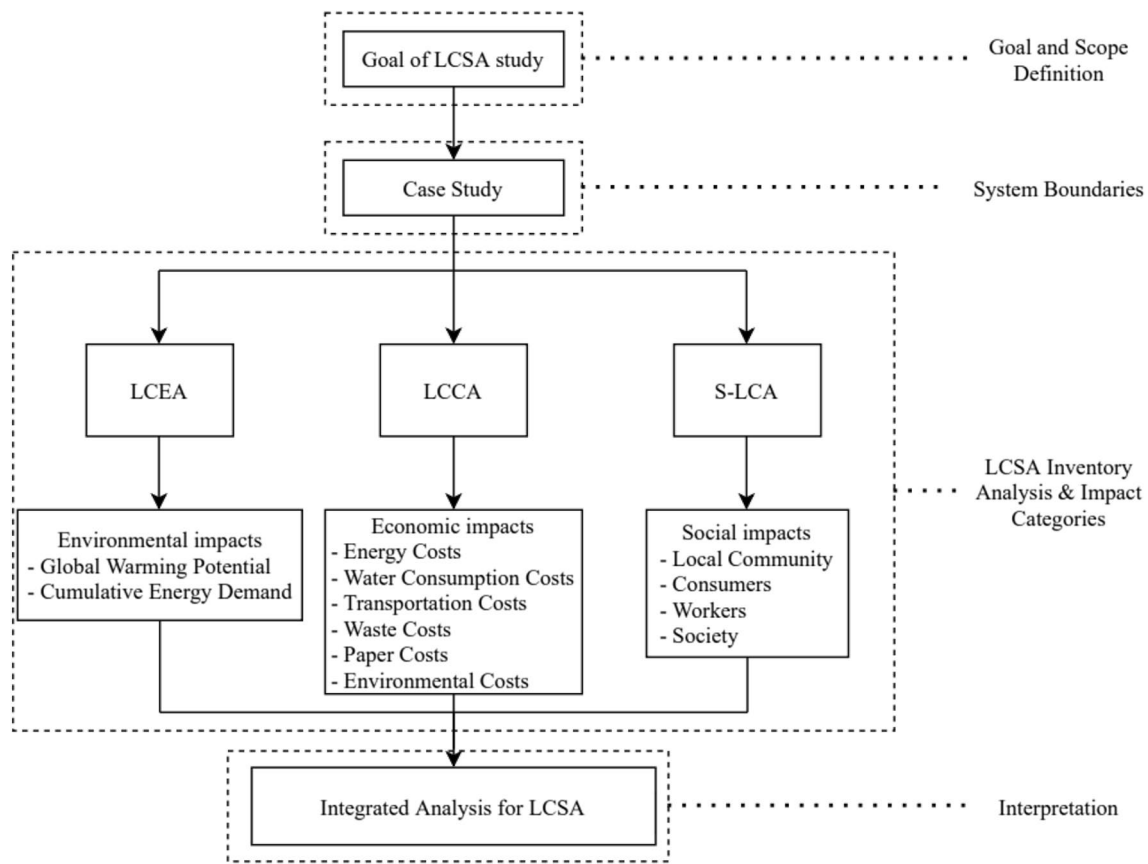 Goal of LCSA study
Goal and Scope
Definition
Case Study
System Boundaries
LCEA
LCCA
S-LCA
LCSA Inventory
Analysis & Impact
Categories
Environmental impacts
- Global Warming Potential
- Cumulative Energy Demand
Economic impacts
- Energy Costs
- Water Consumption Costs
- Transportation Costs
- Waste Costs
- Paper Costs
- Environmental Costs
Social impacts
- Local Community
- Consumers
- Workers
- Society
Integrated Analysis for LCSA
Interpretation